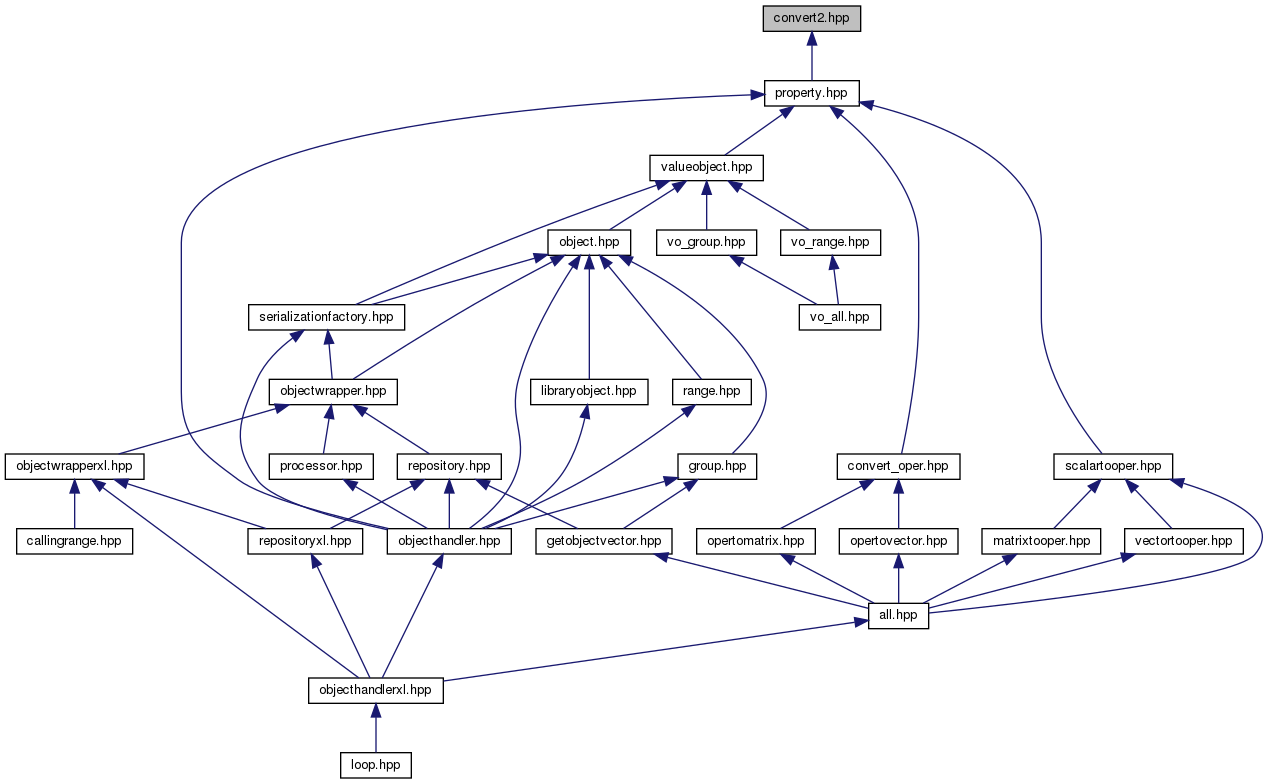 convert2.hpp
property.hpp
valueobject.hpp
object.hpp
vo_group.hpp
vo_range.hpp
serializationfactory.hpp
vo_all.hpp
objectwrapper.hpp
libraryobject.hpp
range.hpp
objectwrapperxl.hpp
processor.hpp
repository.hpp
group.hpp
convert_oper.hpp
scalartooper.hpp
callingrange.hpp
repositoryxl.hpp
objecthandler.hpp
getobjectvector.hpp
opertomatrix.hpp
opertovector.hpp
matrixtooper.hpp
vectortooper.hpp
all.hpp
objecthandlerxl.hpp
loop.hpp